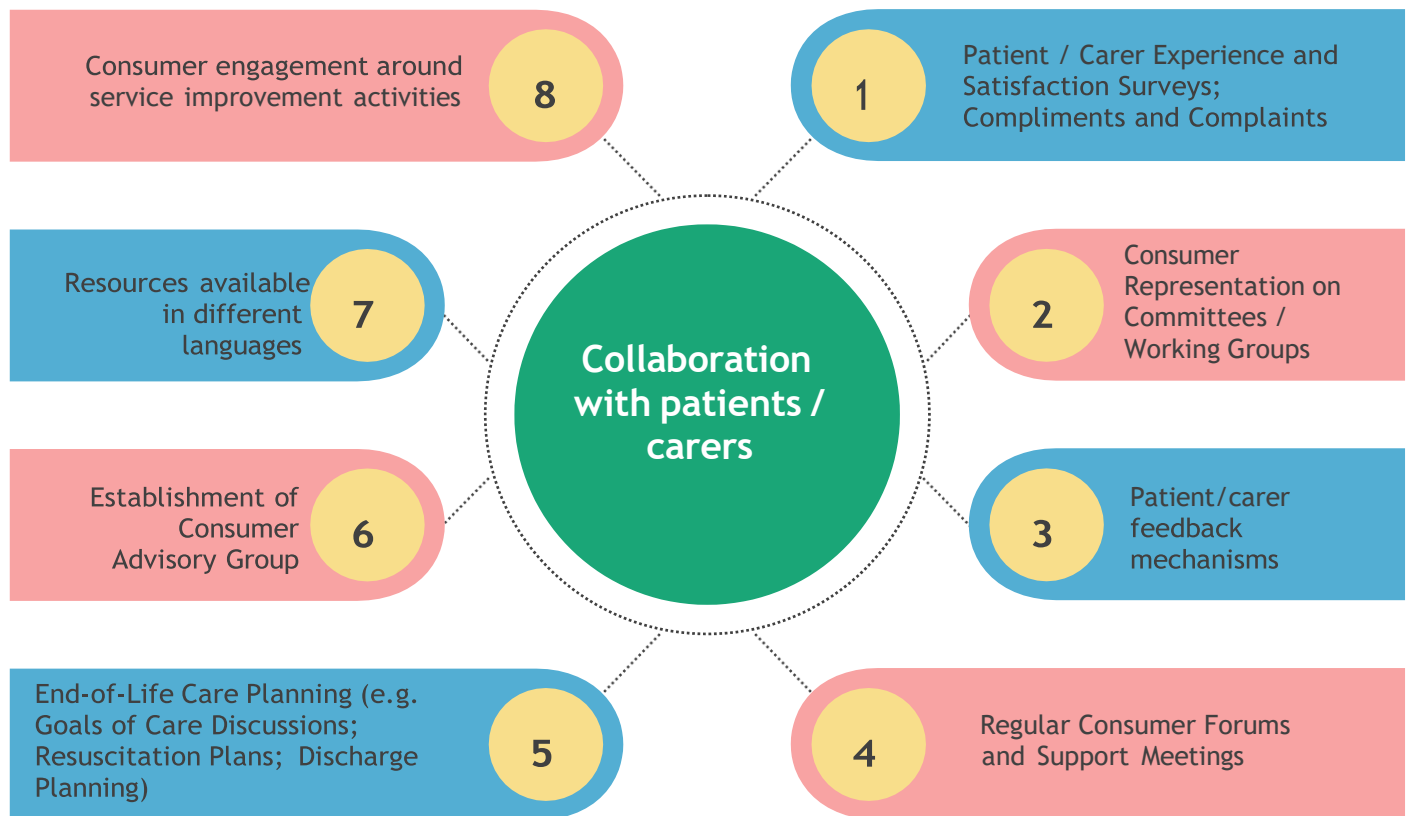 Collaboration
with patients /
carers
1
Patient / Carer Experience and
Satisfaction Surveys;
Compliments and Complaints
2
Consumer
Representation on
Committees /
Working Groups
3
Patient/carer
feedback
mechanisms
4
Regular Consumer Forums
and Support Meetings
5
End-of-Life Care Planning (e.g.
Goals of Care Discussions;
Resuscitation Plans; Discharge
Planning)
6
Establishment of
Consumer
Advisory Group
7
Resources available
in different
languages
8
Consumer engagement around
service improvement activities